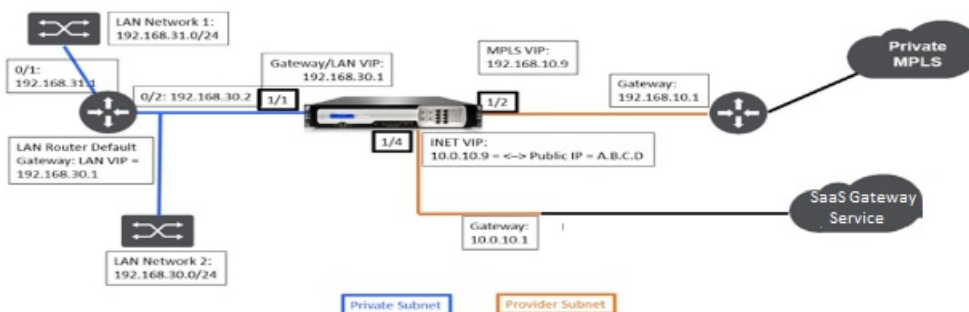 LAN Network 1:
192.168.31.0/24
0/1:
192.168.31.1
0/2: 192.168.30.2
Gateway/LAN VIP:
192.168.30.1
1/1
MPLS VIP:
192.168.10.9
1/2
Gateway:
192.168.10.1
Private
MPLS
LAN Router Default
Gateway: LAN VIP =
192.168.30.1
1/4
INET VIP:
10.0.10.9 = <--> Public IP = A.B.C.D
SaaS Gateway
Service
Gateway:
10.0.10.1
LAN Network 2:
192.168.30.0/24
Private Subnet
Provider Subnet